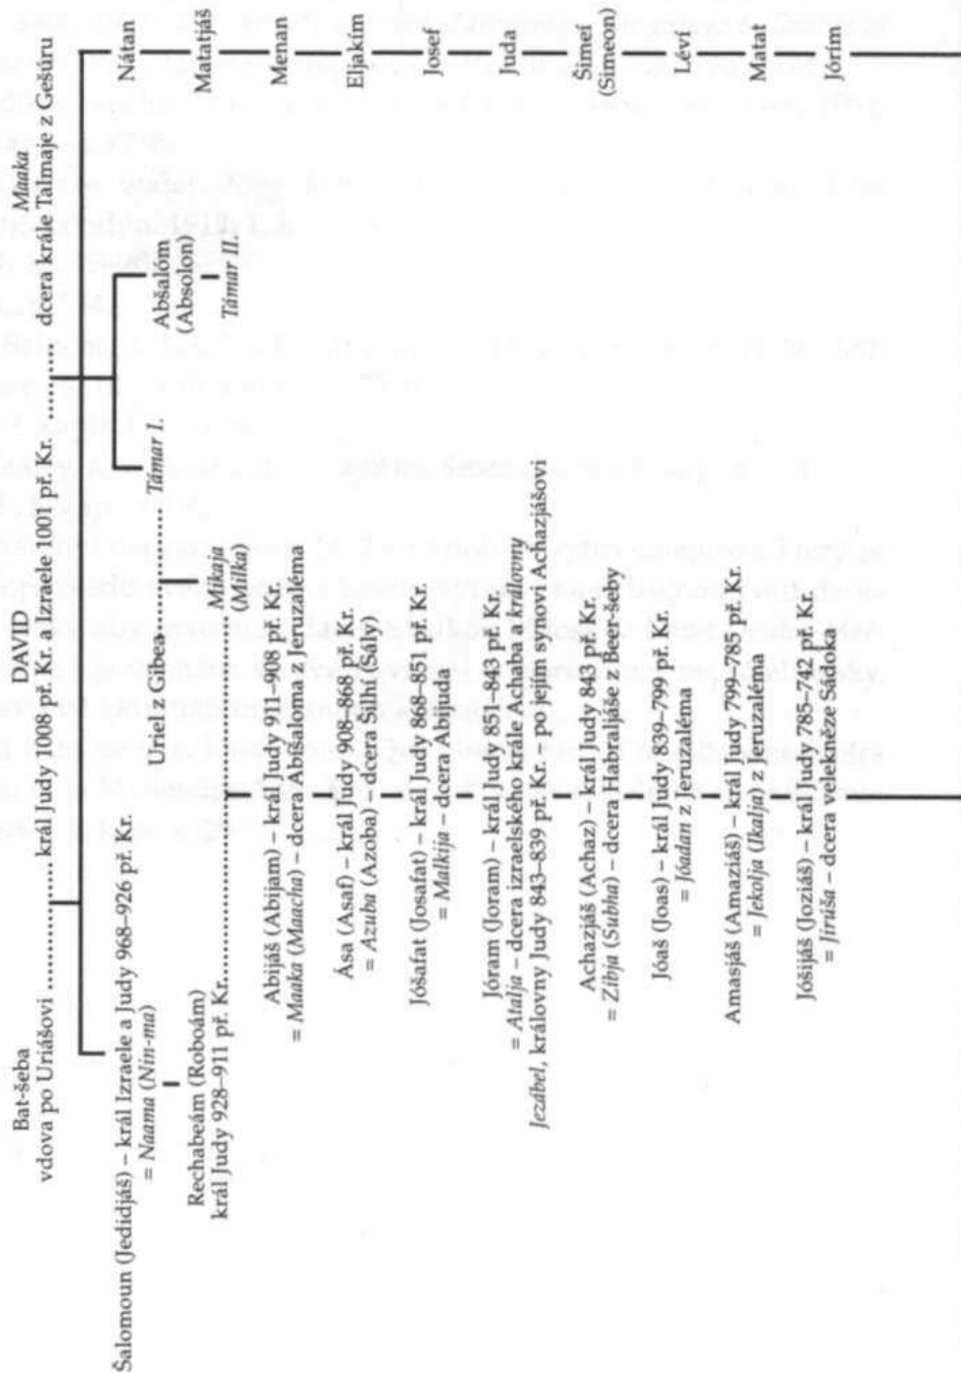 Bat-šeba
vdova po Uriášovi ............ král Judy 1008 př. Kr. a Izraele 1001 př. Kr. ............ dcera krále Talmaje z Gešuru
DAVID
Maaka
Šalomoun (Jedidjáš) – král Izraele a Judy 968–926 př. Kr.
= Naama (Nin-ma)
Uriel z Gibea ............ Támar I.
Abšalóm
(Absolon)
Támar II.
Nátan
Rechabeám (Roboám)
král Judy 928–911 př. Kr. ............ Mikaja
(Milka)
Matatjáš
Abijáš (Abijam) – král Judy 911–908 př. Kr.
= Maaka (Maacha) – dcera Abišaloma z Jeruzaléma
Menan
Ása (Asaf) – král Judy 908–868 př. Kr.
= Azuba (Azoba) – dcera Šilhí (Šály)
Eljakím
Jóšafat (Josafat) – král Judy 868–851 př. Kr.
= Malkija – dcera Abijuda
Josef
Jóram (Joram) – král Judy 851–843 př. Kr.
= Atalja – dcera izraelského krále Achaba a královny
Jezábel, královny Judy 843–839 př. Kr. – po jejím synovi Achazjášovi
Juda
Achazjáš (Achaz) – král Judy 843 př. Kr.
= Zibja (Subha) – dcera Habraljáše z Beer-šeby
Šimeí
(Simeon)
Jóaš (Joas) – král Judy 839–799 př. Kr.
= Jóadan z Jeruzaléma
Léví
Amasjáš (Amaziáš) – král Judy 799–785 př. Kr.
= Jekolja (Ikalja) z Jeruzaléma
Matat
Jóšijáš (Joziáš) – král Judy 785–742 př. Kr.
= Jirúša – dcera velekněze Sádoka
Jórim